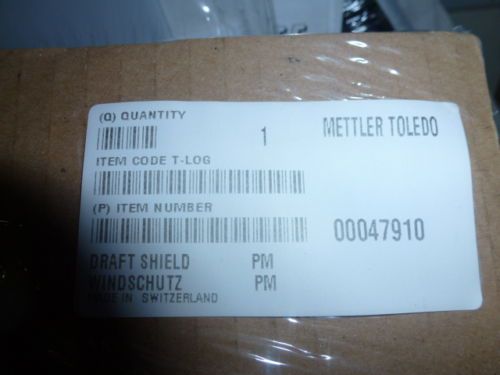 (Q) QUANTITY
1 METTLER TOLEDO
ITEM CODE T-LOG
(P) ITEM NUMBER
00047910
DRAFT SHIELD PM
WINDSCHUTZ PM
MADE IN SWITZERLAND